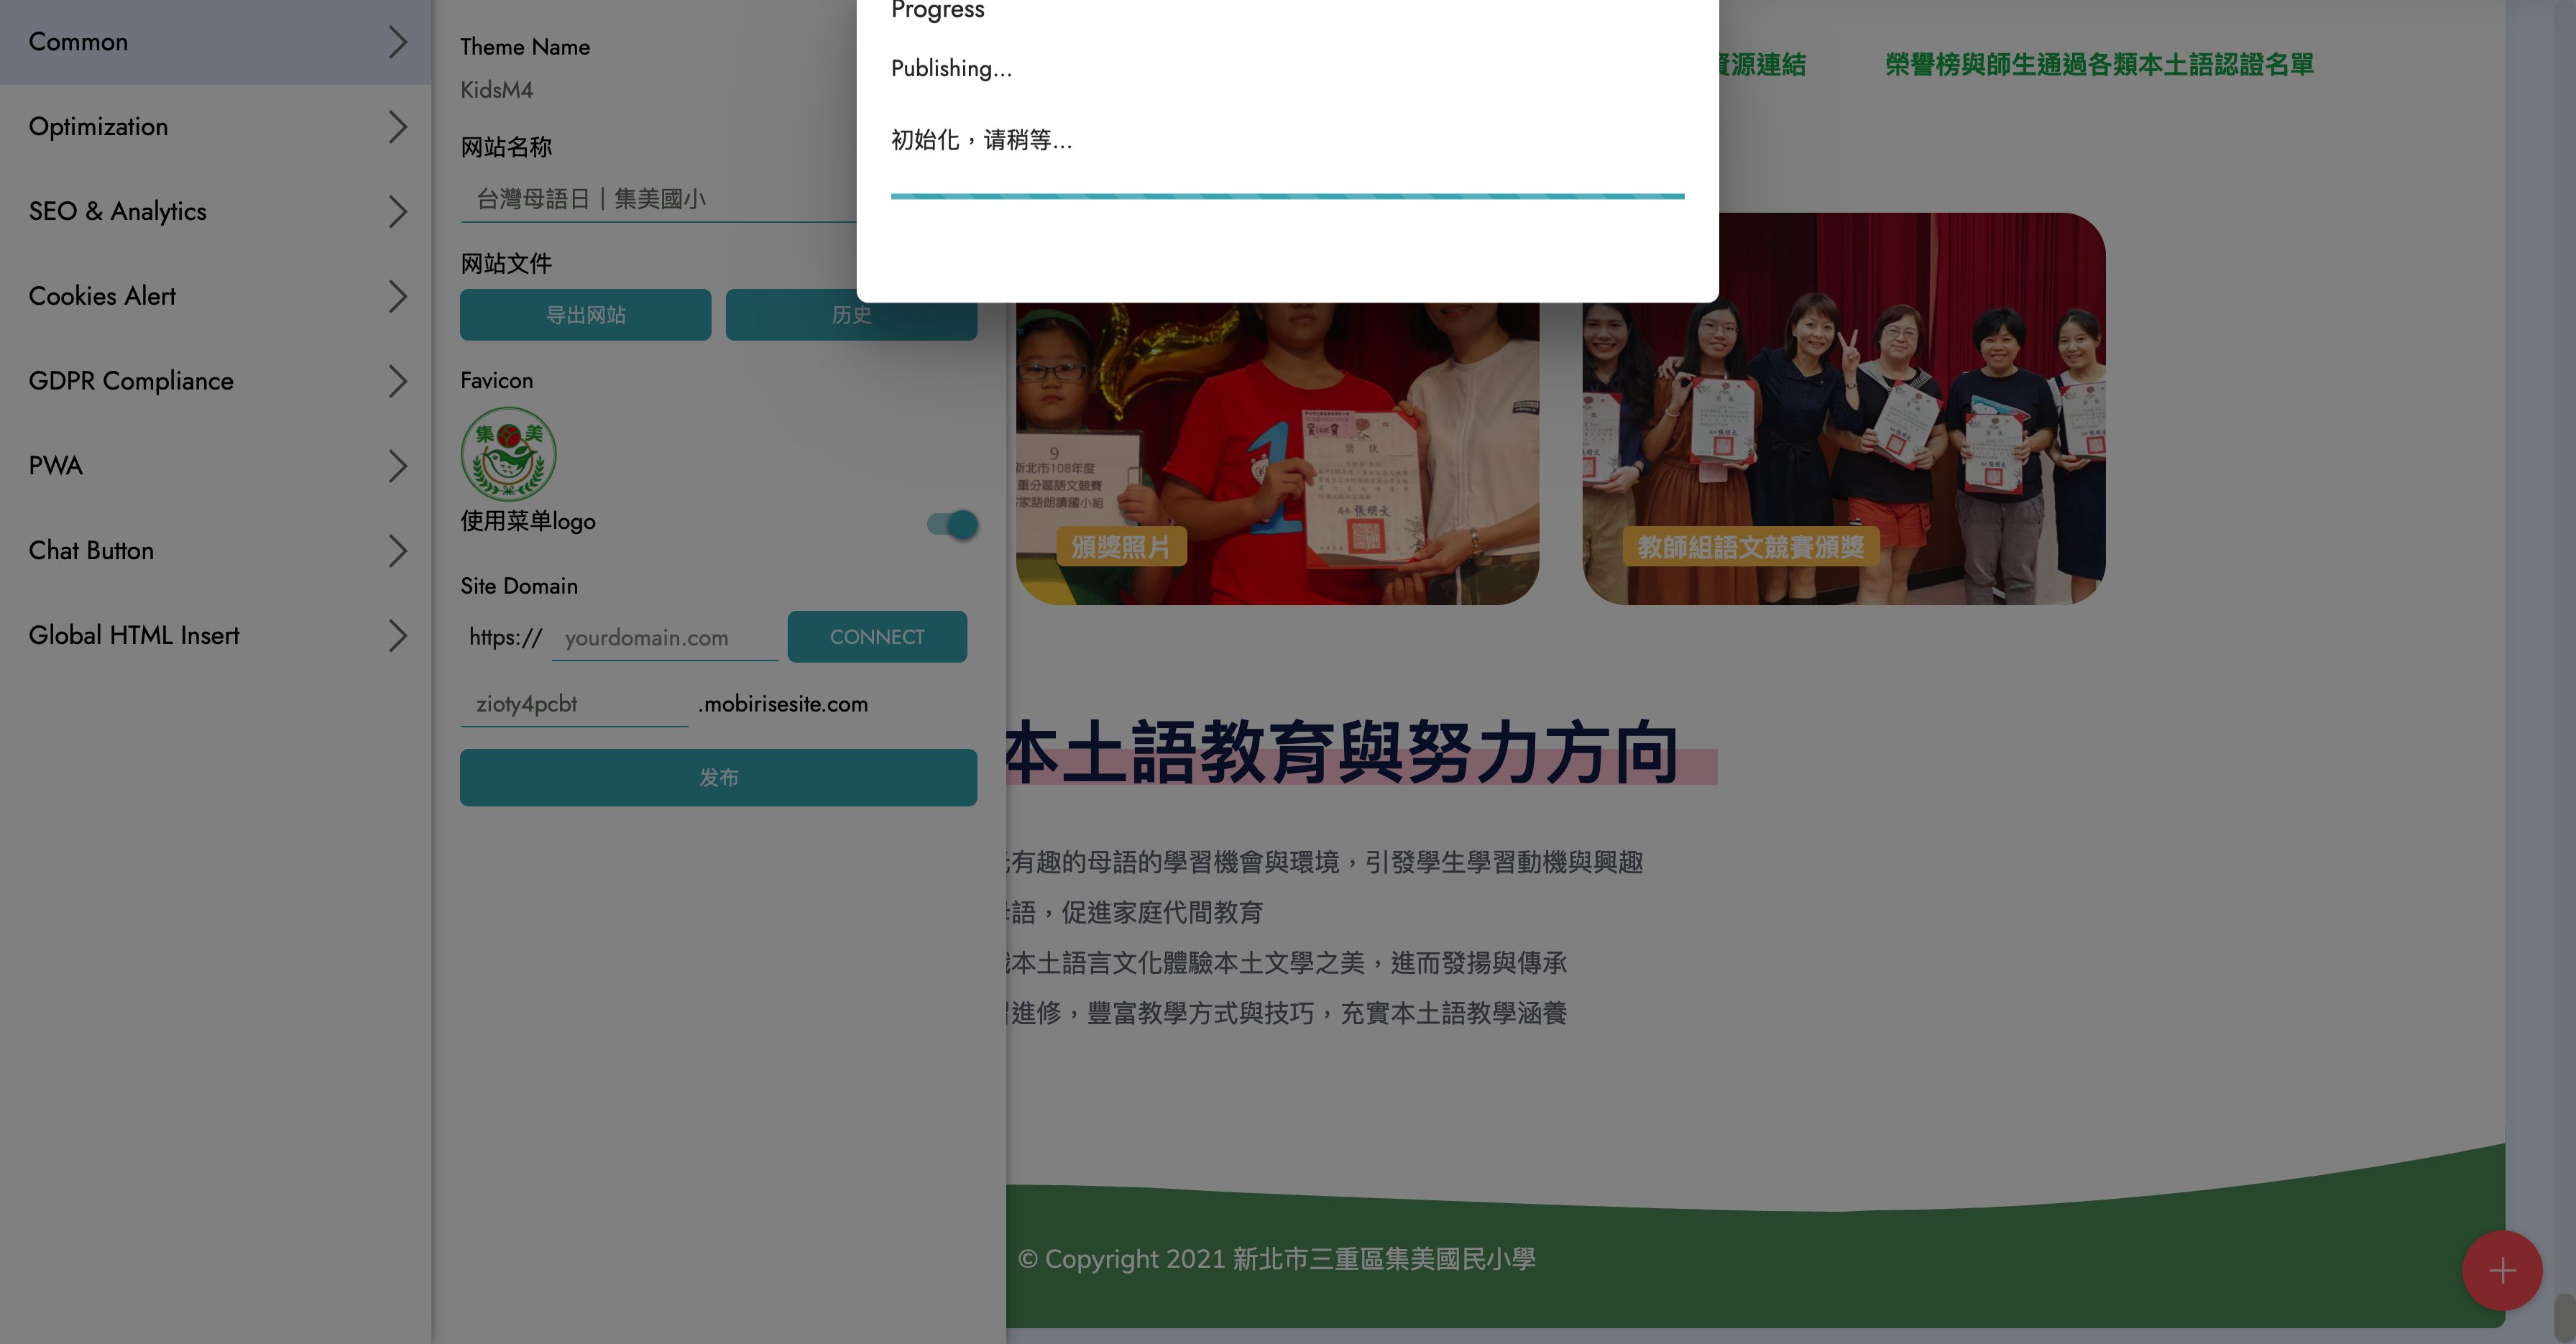 Common
Optimization
SEO & Analytics
Cookies Alert
GDPR Compliance
PWA
Chat Button
Global HTML Insert
Theme Name
KidsM4
网站名称
台灣母語日｜集美國小
网站文件
导出网站
历史
Favicon
集 美
使用菜单logo
Site Domain
https://
yourdomain.com
CONNECT
zioty4pcbt
.mobirisesite.com
发布
Progress
Publishing...
初始化，请稍等...
資源連結
榮譽榜與師生通過各類本土語認證名單
9
新北市108年度
重分區語文競賽
客家語朗讀國小組
獎 狀
張明文
頒獎照片
教師組語文競賽頒獎
本土語教育與努力方向
有趣的母語的學習機會與環境，引發學生學習動機與興趣
語，促進家庭代間教育
本土語言文化體驗本土文學之美，進而發揚與傳承
進修，豐富教學方式與技巧，充實本土語教學涵養
© Copyright 2021 新北市三重區集美國民小學